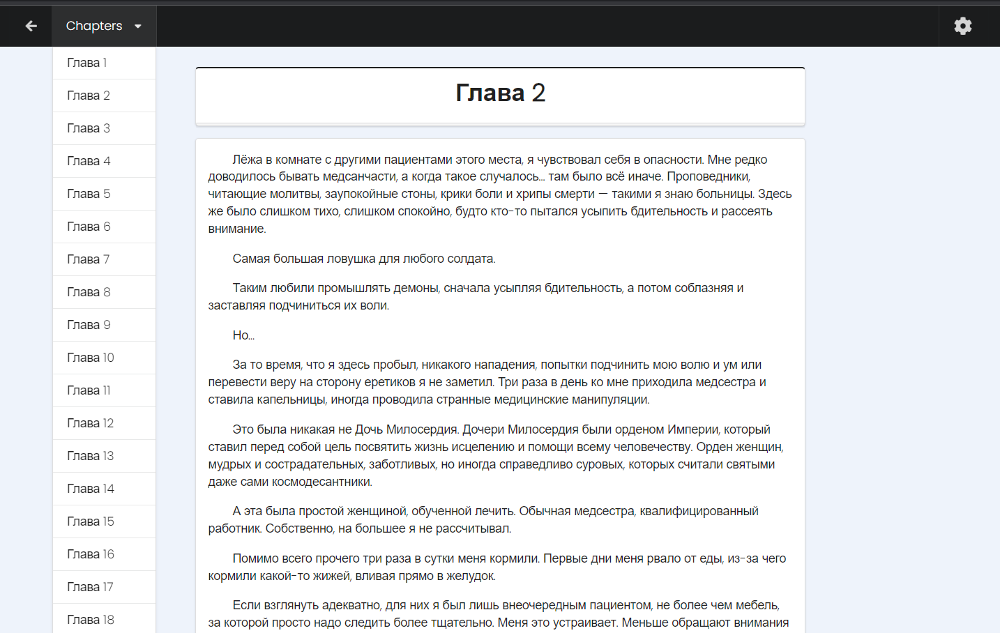 Chapters
Глава 1
Глава 2
Глава 3
Глава 4
Глава 5
Глава 6
Глава 7
Глава 8
Глава 9
Глава 10
Глава 11
Глава 12
Глава 13
Глава 14
Глава 15
Глава 16
Глава 17
Глава 18
Глава 2
Лёжа в комнате с другими пациентами этого места, я чувствовал себя в опасности. Мне редко
доводилось бывать медсанчасти, а когда такое случалось... там было всё иначе. Проповедники,
читающие молитвы, заупокойные стоны, крики боли и хрипы смерти — такими я знаю больницы. Здесь
же было слишком тихо, слишком спокойно, будто кто-то пытался усыпить бдительность и рассеять
внимание.
Самая большая ловушка для любого солдата.
Таким любили промышлять демоны, сначала усыпляя бдительность, а потом соблазняя и
заставляя подчиниться их воли.
Но...
За то время, что я здесь пробыл, никакого нападения, попытки подчинить мою волю и ум или
перевести веру на сторону еретиков я не заметил. Три раза в день ко мне приходила медсестра и
ставила капельницы, иногда проводила странные медицинские манипуляции.
Это была никакая не Дочь Милосердия. Дочери Милосердия были орденом Империи, который
ставил перед собой цель посвятить жизнь исцелению и помощи всему человечеству. Орден женщин,
мудрых и сострадательных, заботливых, но иногда справедливо суровых, которых считали святыми
даже сами космодесантники.
А эта была простой женщиной, обученной лечить. Обычная медсестра, квалифицированный
работник. Собственно, на большее я не рассчитывал.
Помимо всего прочего три раза в сутки меня кормили. Первые дни меня рвало от еды, из-за чего
кормили какой-то жижей, вливая прямо в желудок.
Если взглянуть адекватно, для них я был лишь внеочередным пациентом, не более чем мебель,
за которой просто надо следить более тщательно. Меня это устраивает. Меньше обращают внимания